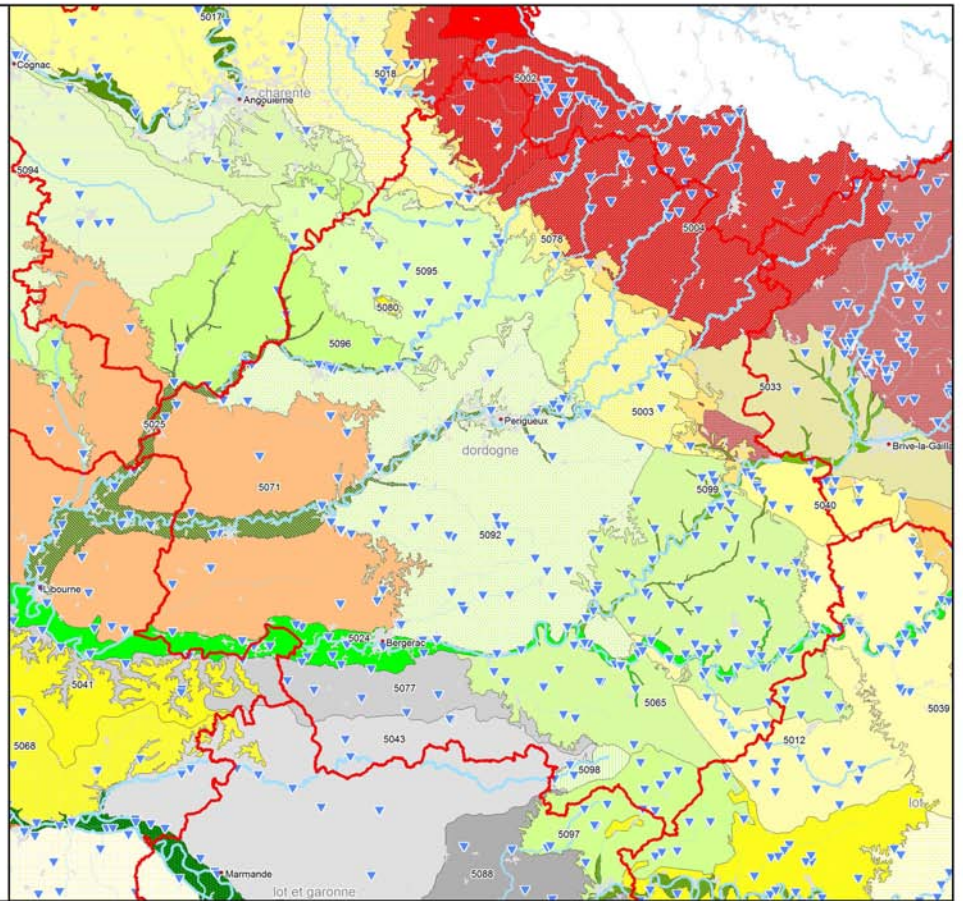 5017
Cognac
5018
charente
5002
Angouleme
5094
5004
5078
5095
5080
5096
5033
5003
5025
Perigueux
Brive-la-Gailla
dordogne
5071
5099
5040
5092
Libourne
5024
Bergerac
5041
5077
5065
5039
5043
5012
5068
5098
lot
5097
Marmande
5088
lot et garonne